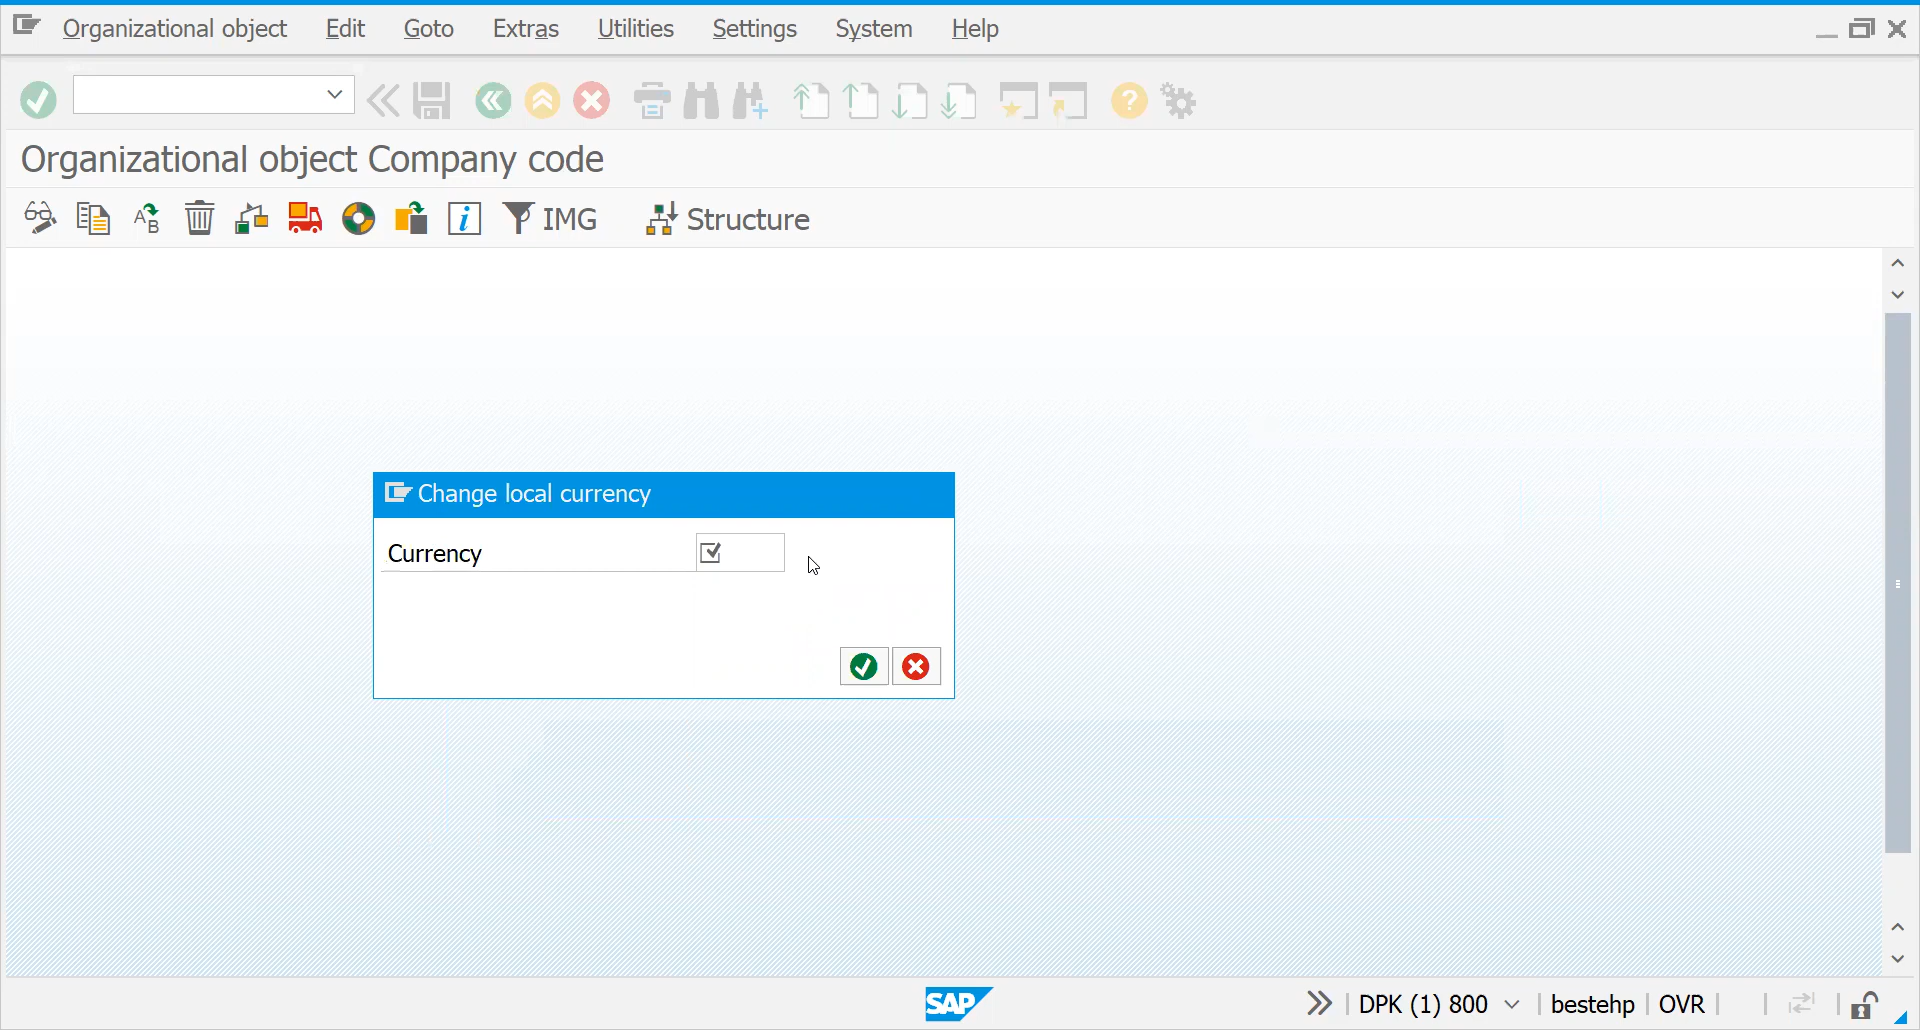 Organizational object Edit Goto Extras Utilities Settings System Help
Organizational object Company code
A B i IMG Structure
Change local currency
Currency
SAP DPK (1) 800 bestehp OVR